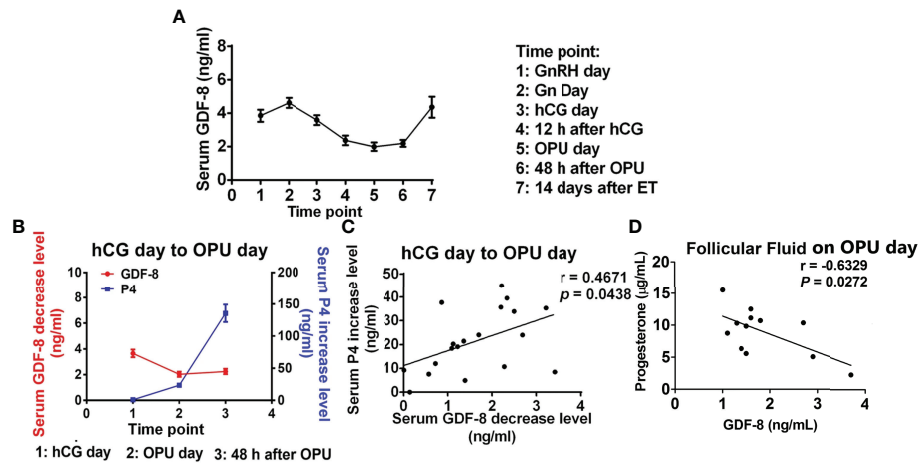 A
Serum GDF-8 (ng/ml)
8
6
4
2
0
0 1 2 3 4 5 6 7
Time point
Time point:
1: GnRH day
2: Gn Day
3: hCG day
4: 12 h after hCG
5: OPU day
6: 48 h after OPU
7: 14 days after ET
B
hCG day to OPU day
Serum GDF-8 decrease level
(ng/ml)
10
8
6
4
2
0
GDF-8
P4
200
150
100
50
0
Serum P4 increase level
(ng/ml)
0 1 2 3 4
Time point
1: hCG day 2: OPU day 3: 48 h after OPU
C
hCG day to OPU day
r = 0.4671
p = 0.0438
Serum P4 increase level
(ng/ml)
50
40
30
20
10
0
0 1 2 3 4
Serum GDF-8 decrease level
(ng/ml)
D
Follicular Fluid on OPU day
r = -0.6329
P = 0.0272
Progesterone (µg/mL)
20
15
10
5
0
0 1 2 3 4
GDF-8 (ng/mL)